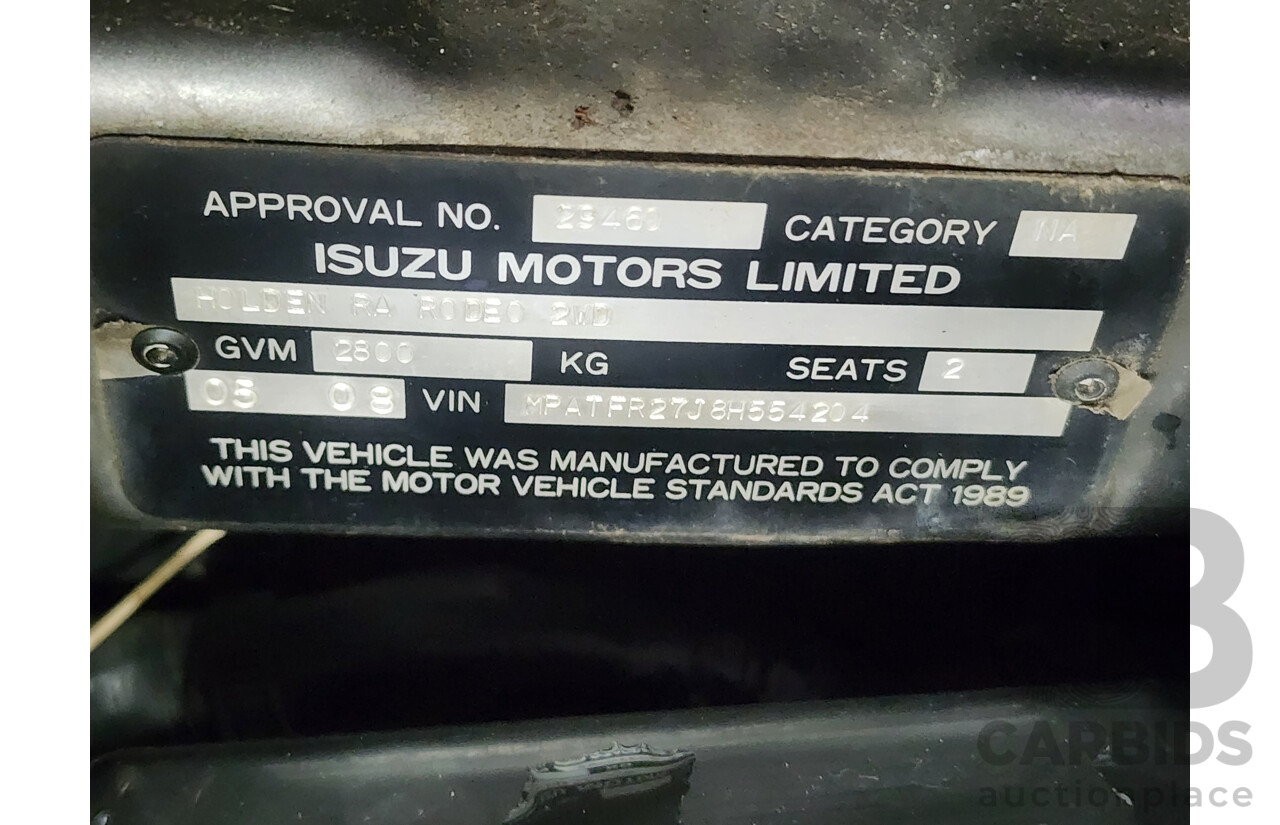 APPROVAL NO. 29460 CATEGORY NA
ISUZU MOTORS LIMITED
HOLDEN RA RODEO 2WD
GVM 2800 KG SEATS 2
05 08 VIN MPATFR27J8H554204
THIS VEHICLE WAS MANUFACTURED TO COMPLY
WITH THE MOTOR VEHICLE STANDARDS ACT 1989
CARBIDS
auctionplace